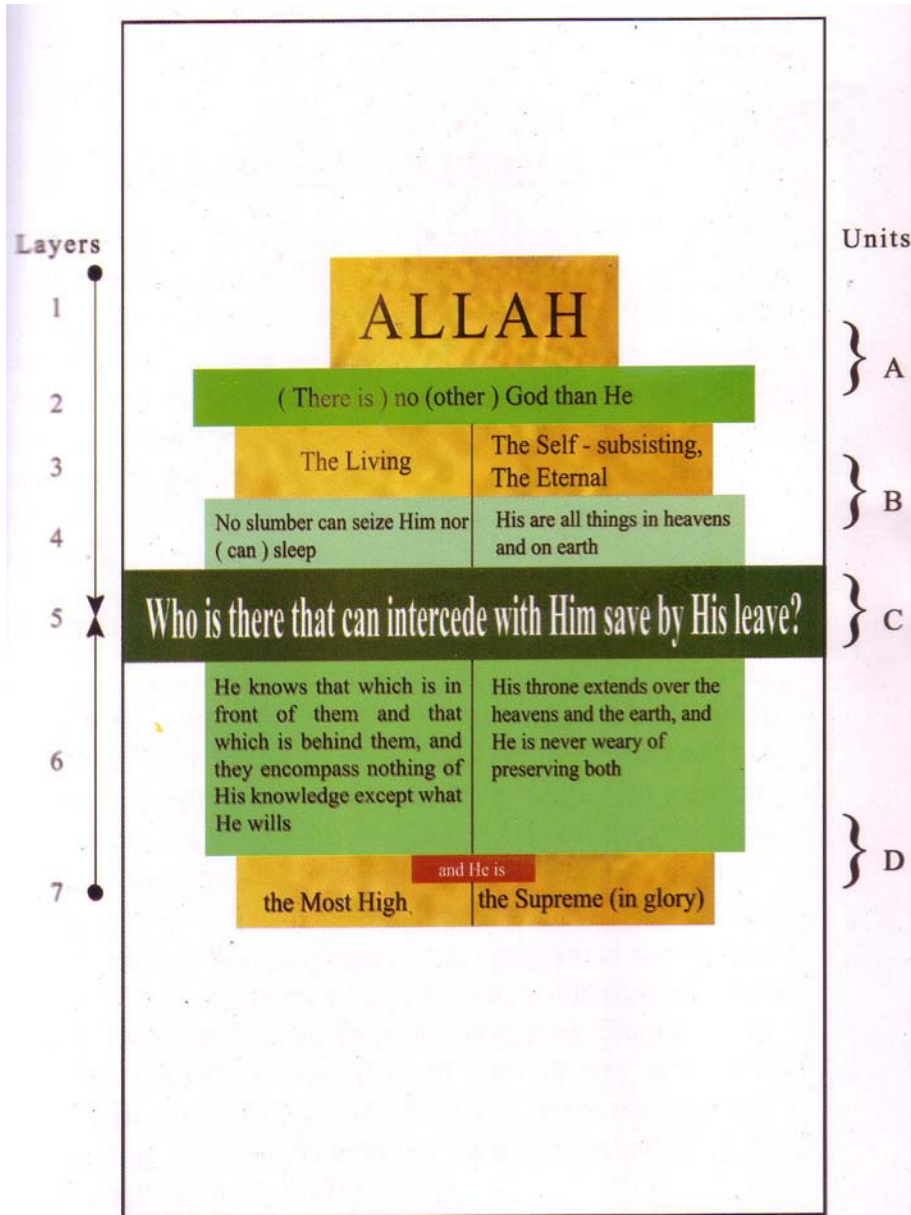 Layers
Units
1
ALLAH
A
2
( There is ) no (other ) God than He
3
The Living
The Self - subsisting,
The Eternal
B
4
No slumber can seize Him nor
( can ) sleep
His are all things in heavens
and on earth
5
Who is there that can intercede with Him save by His leave?
C
6
He knows that which is in
front of them and that
which is behind them, and
they encompass nothing of
His knowledge except what
He wills
His throne extends over the
heavens and the earth, and
He is never weary of
preserving both
D
7
and He is
the Most High
the Supreme (in glory)